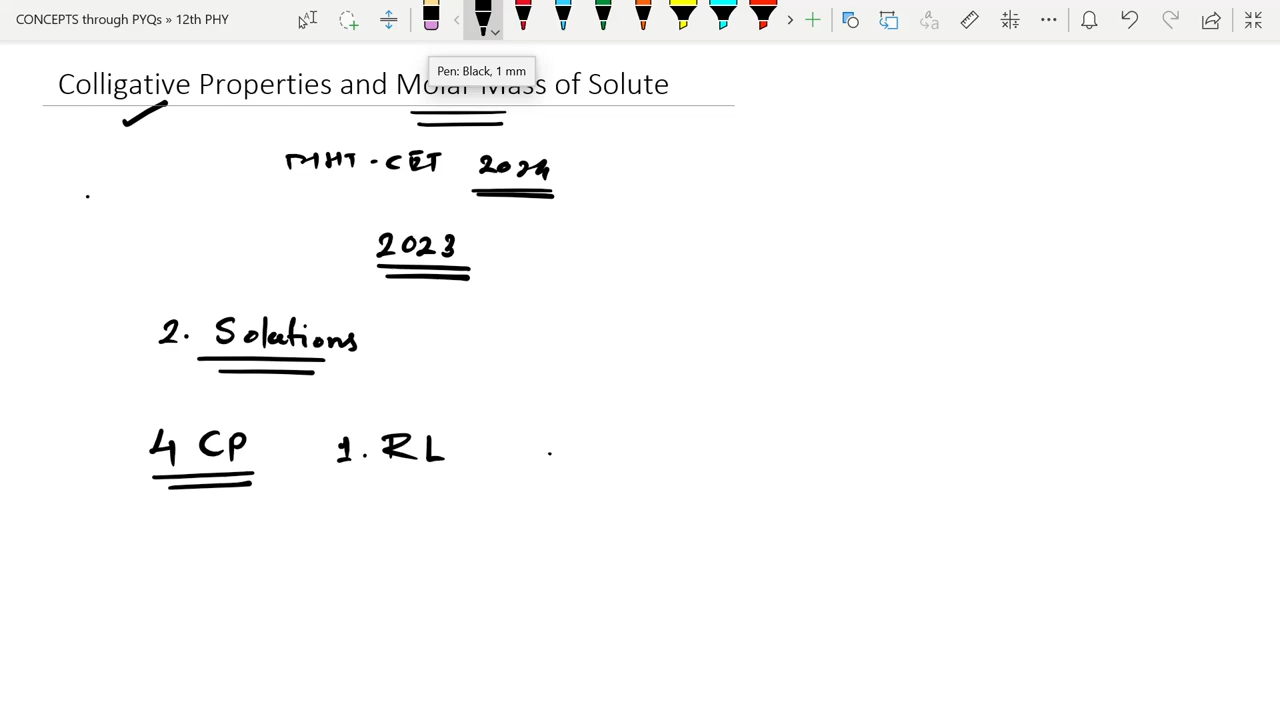 CONCEPTS through PYQs » 12th PHY
Pen: Black, 1 mm
Colligative Properties and Molar Mass of Solute
MHT - CET 2024
2023
2. Solutions
4 CP 1. RL